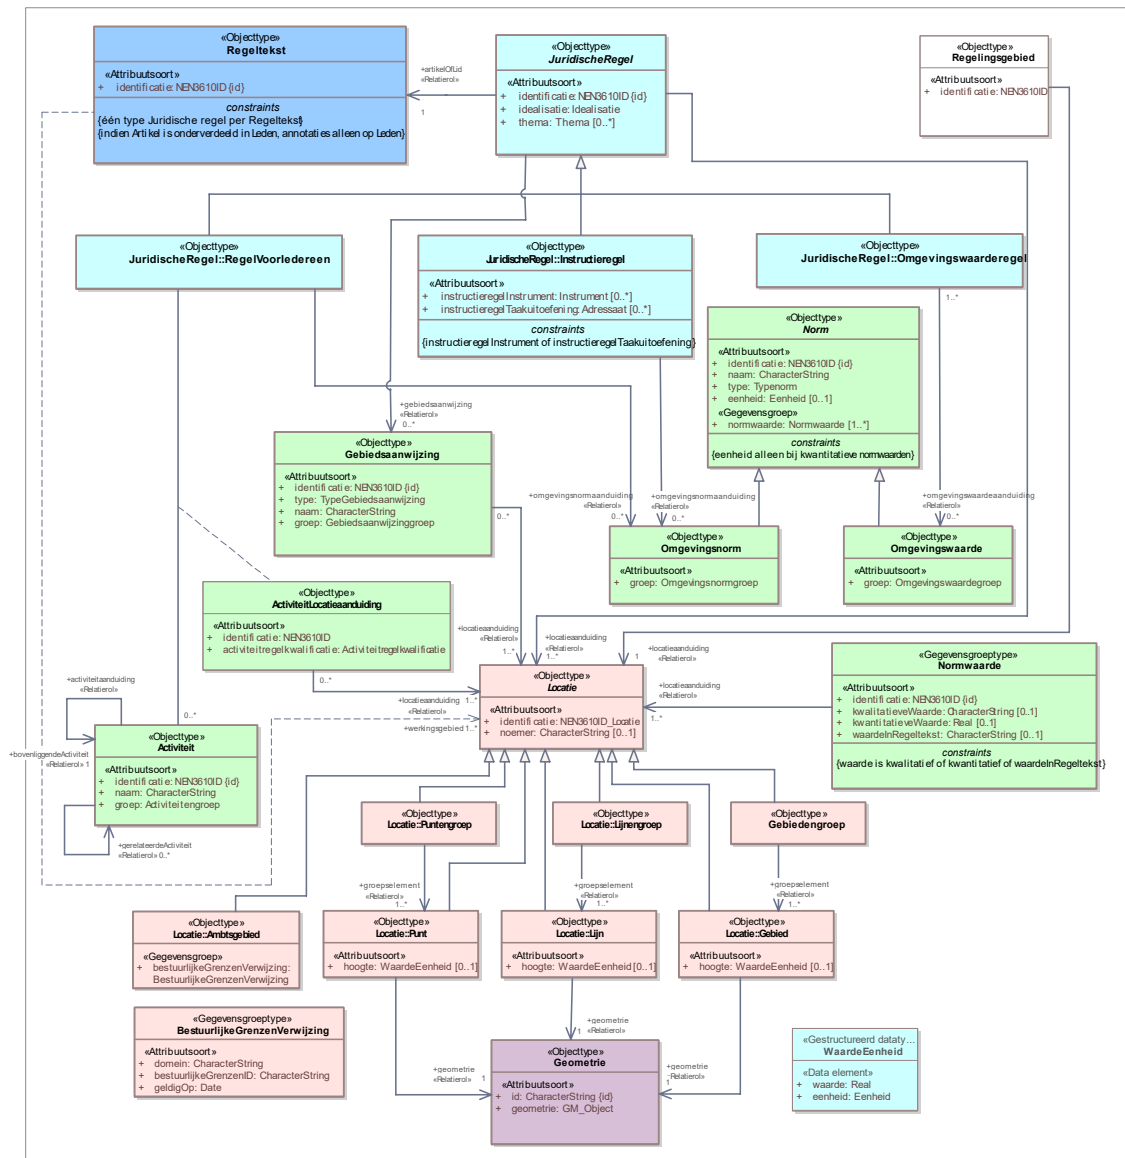 «Objecttype»
Regeltekst
«Attribuutsoort»
+ identificatie: NEN3610ID {id}
constraints
{één type Juridische regel per Regeltekst}
{indien Artikel is onderverdeeld in Leden, annotaties alleen op Leden}
+artikelOfLid
«Relatierol»
1
«Objecttype»
JuridischeRegel
«Attribuutsoort»
+ identificatie: NEN3610ID {id}
+ idealisatie: Idealisatie
+ thema: Thema [0..*]
«Objecttype»
Regelingsgebied
«Attribuutsoort»
+ identificatie: NEN3610ID
«Objecttype»
JuridischeRegel::RegelVoorIedereen
«Objecttype»
JuridischeRegel::Instructieregel
«Attribuutsoort»
+ instructieregelInstrument: Instrument [0..*]
+ instructieregelTaakuitoefening: Adressaat [0..*]
constraints
{instructieregelInstrument of instructieregelTaakuitoefening}
«Objecttype»
JuridischeRegel::Omgevingswaarderegel
1..*
«Objecttype»
Norm
«Attribuutsoort»
+ identificatie: NEN3610ID {id}
+ naam: CharacterString
+ type: Typenorm
+ eenheid: Eenheid [0..1]
«Gegevensgroep»
+ normwaarde: Normwaarde [1..*]
constraints
{eenheid alleen bij kwantitatieve normwaarden}
+gebiedsaanwijzing
«Relatierol»
0..*
«Objecttype»
Gebiedsaanwijzing
«Attribuutsoort»
+ identificatie: NEN3610ID {id}
+ type: TypeGebiedsaanwijzing
+ naam: CharacterString
+ groep: Gebiedsaanwijzinggroep
0..*
+omgevingsnormaanduiding
«Relatierol»
0..*
+omgevingsnormaanduiding
«Relatierol»
0..*
+omgevingswaardeaanduiding
«Relatierol»
0..*
«Objecttype»
Omgevingsnorm
«Attribuutsoort»
+ groep: Omgevingsnormgroep
«Objecttype»
Omgevingswaarde
«Attribuutsoort»
+ groep: Omgevingswaardegroep
«Objecttype»
ActiviteitLocatieaanduiding
«Attribuutsoort»
+ identificatie: NEN3610ID
+ activiteitregelkwalificatie: Activiteitregelkwalificatie
0..*
+locatieaanduiding
«Relatierol»
1..*
+locatieaanduiding
«Relatierol»
1..*
1
+locatieaanduiding
«Relatierol»
+locatieaanduiding
«Relatierol»
1..*
+locatieaanduiding
«Relatierol»
1..*
+werkingsgebied 1..*
«Objecttype»
Locatie
«Attribuutsoort»
+ identificatie: NEN3610ID_Locatie
+ noemer: CharacterString [0..1]
«Gegevensgroeptype»
Normwaarde
«Attribuutsoort»
+ identificatie: NEN3610ID {id}
+ kwalitatieveWaarde: CharacterString [0..1]
+ kwantitatieveWaarde: Real [0..1]
+ waardeInRegeltekst: CharacterString [0..1]
constraints
{waarde is kwalitatief of kwantitatief of waardeInRegeltekst}
+activiteitaanduiding
«Relatierol»
0..*
+bovenliggendeActiviteit
«Relatierol» 1
«Objecttype»
Activiteit
«Attribuutsoort»
+ identificatie: NEN3610ID {id}
+ naam: CharacterString
+ groep: Activiteitengroep
+gerelateerdeActiviteit
«Relatierol» 0..*
«Objecttype»
Locatie::Puntengroep
«Objecttype»
Locatie::Lijnengroep
«Objecttype»
Gebiedengroep
+groepselement
«Relatierol»
1..*
+groepselement
«Relatierol»
1..*
+groepselement
«Relatierol»
1..*
«Objecttype»
Locatie::Ambtsgebied
«Gegevensgroep»
+ bestuurlijkeGrenzenVerwijzing:
BestuurlijkeGrenzenVerwijzing
«Objecttype»
Locatie::Punt
«Attribuutsoort»
+ hoogte: WaardeEenheid [0..1]
«Objecttype»
Locatie::Lijn
«Attribuutsoort»
+ hoogte: WaardeEenheid [0..1]
«Objecttype»
Locatie::Gebied
«Attribuutsoort»
+ hoogte: WaardeEenheid [0..1]
«Gegevensgroeptype»
BestuurlijkeGrenzenVerwijzing
«Attribuutsoort»
+ domein: CharacterString
+ bestuurlijkeGrenzenID: CharacterString
+ geldigOp: Date
+geometrie
«Relatierol»
1
+geometrie
«Relatierol»
1
+geometrie
«Relatierol»
1
«Objecttype»
Geometrie
«Attribuutsoort»
+ id: CharacterString {id}
+ geometrie: GM_Object
«Gestructureerd dataty...
WaardeEenheid
«Data element»
+ waarde: Real
+ eenheid: Eenheid